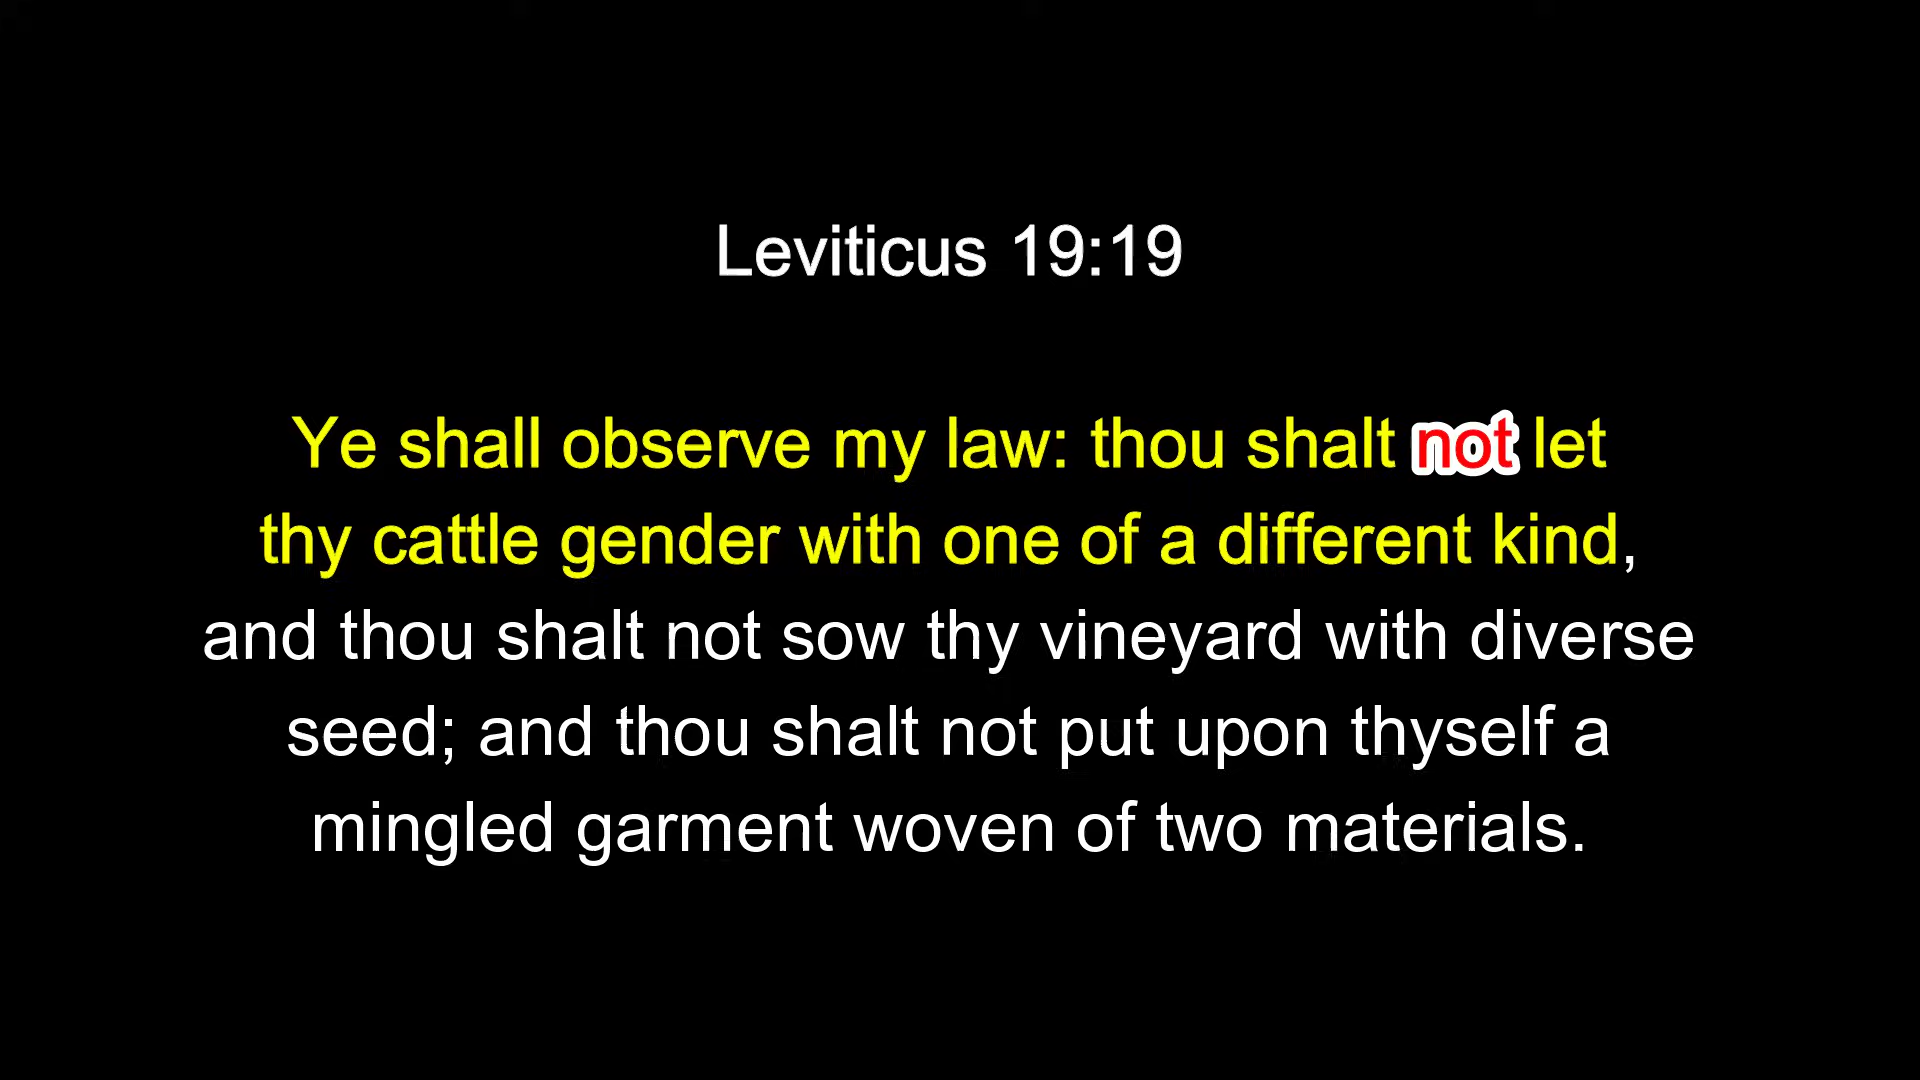 Leviticus 19:19
Ye shall observe my law: thou shalt not let
thy cattle gender with one of a different kind,
and thou shalt not sow thy vineyard with diverse
seed; and thou shalt not put upon thyself a
mingled garment woven of two materials.